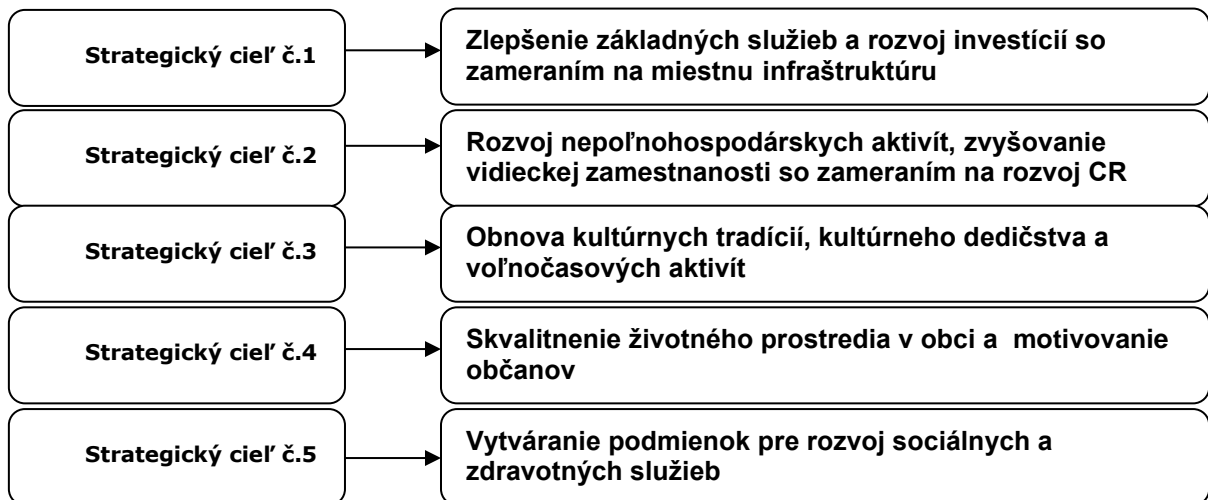 Strategický cieľ č.1
Zlepšenie základných služieb a rozvoj investícií so
zameraním na miestnu infraštruktúru
Strategický cieľ č.2
Rozvoj nepoľnohospodárskych aktivít, zvyšovanie
vidieckej zamestnanosti so zameraním na rozvoj CR
Strategický cieľ č.3
Obnova kultúrnych tradícií, kultúrneho dedičstva a
voľnočasových aktivít
Strategický cieľ č.4
Skvalitnenie životného prostredia v obci a motivovanie
občanov
Strategický cieľ č.5
Vytváranie podmienok pre rozvoj sociálnych a
zdravotných služieb